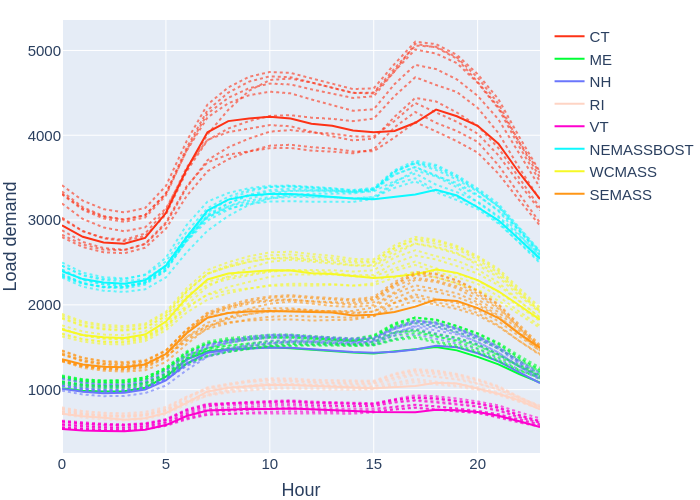 5000
4000
3000
2000
1000
Load demand
0
5
10
15
20
Hour
CT
ME
NH
RI
VT
NEMASSBOST
WCMASS
SEMASS